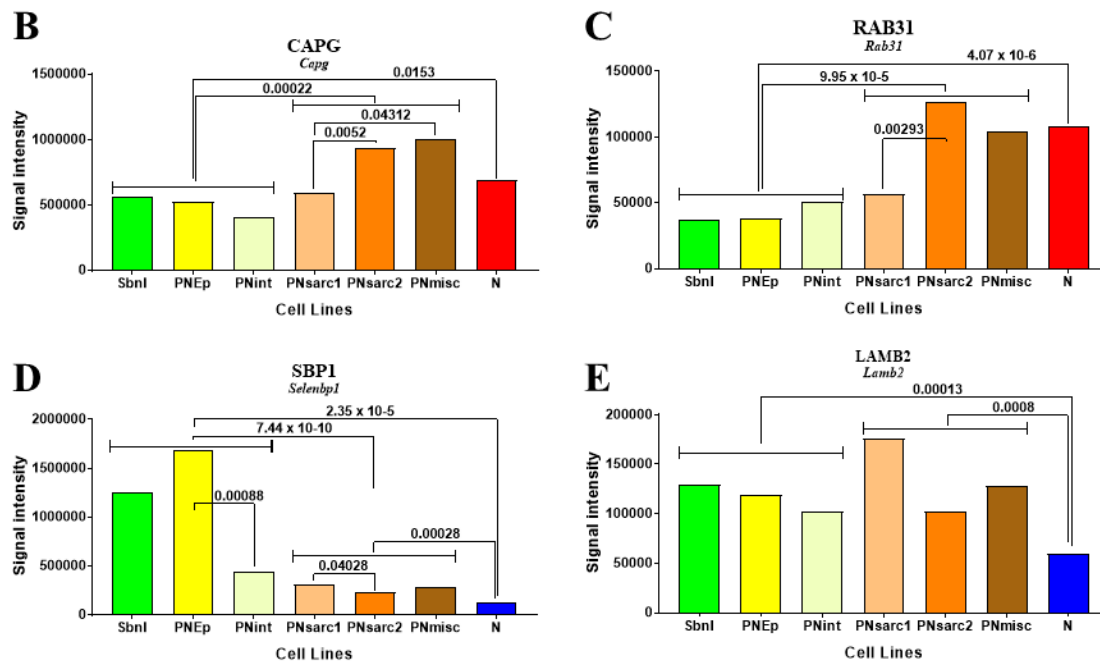 B
CAPG
Capg
Signal intensity
1500000
1000000
500000
0
0.0153
0.00022
0.04312
0.0052
SbnI PNEp PNint PNsarc1 PNsarc2 PNmisc N
Cell Lines
C
RAB31
Rab31
Signal intensity
150000
100000
50000
0
4.07 x 10-6
9.95 x 10-5
0.00293
SbnI PNEp PNint PNsarc1 PNsarc2 PNmisc N
Cell Lines
D
SBP1
Selenbp1
Signal intensity
2000000
1500000
1000000
500000
0
2.35 x 10-5
7.44 x 10-10
0.00088
0.00028
0.04028
SbnI PNEp PNint PNsarc1 PNsarc2 PNmisc N
Cell Lines
E
LAMB2
Lamb2
Signal intensity
200000
150000
100000
50000
0
0.00013
0.0008
SbnI PNEp PNint PNsarc1 PNsarc2 PNmisc N
Cell Lines